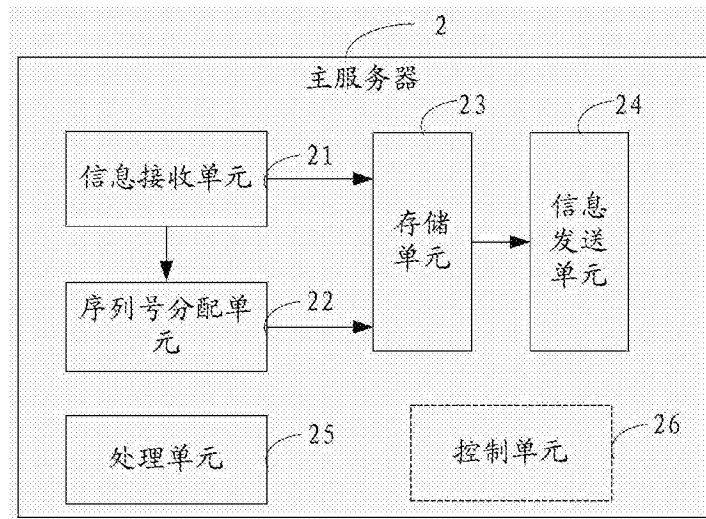 2
主服务器
23
24
信息接收单元
21
存储
单元
信息
发送
单元
序列号分配单
元
22
处理单元
25
控制单元
26